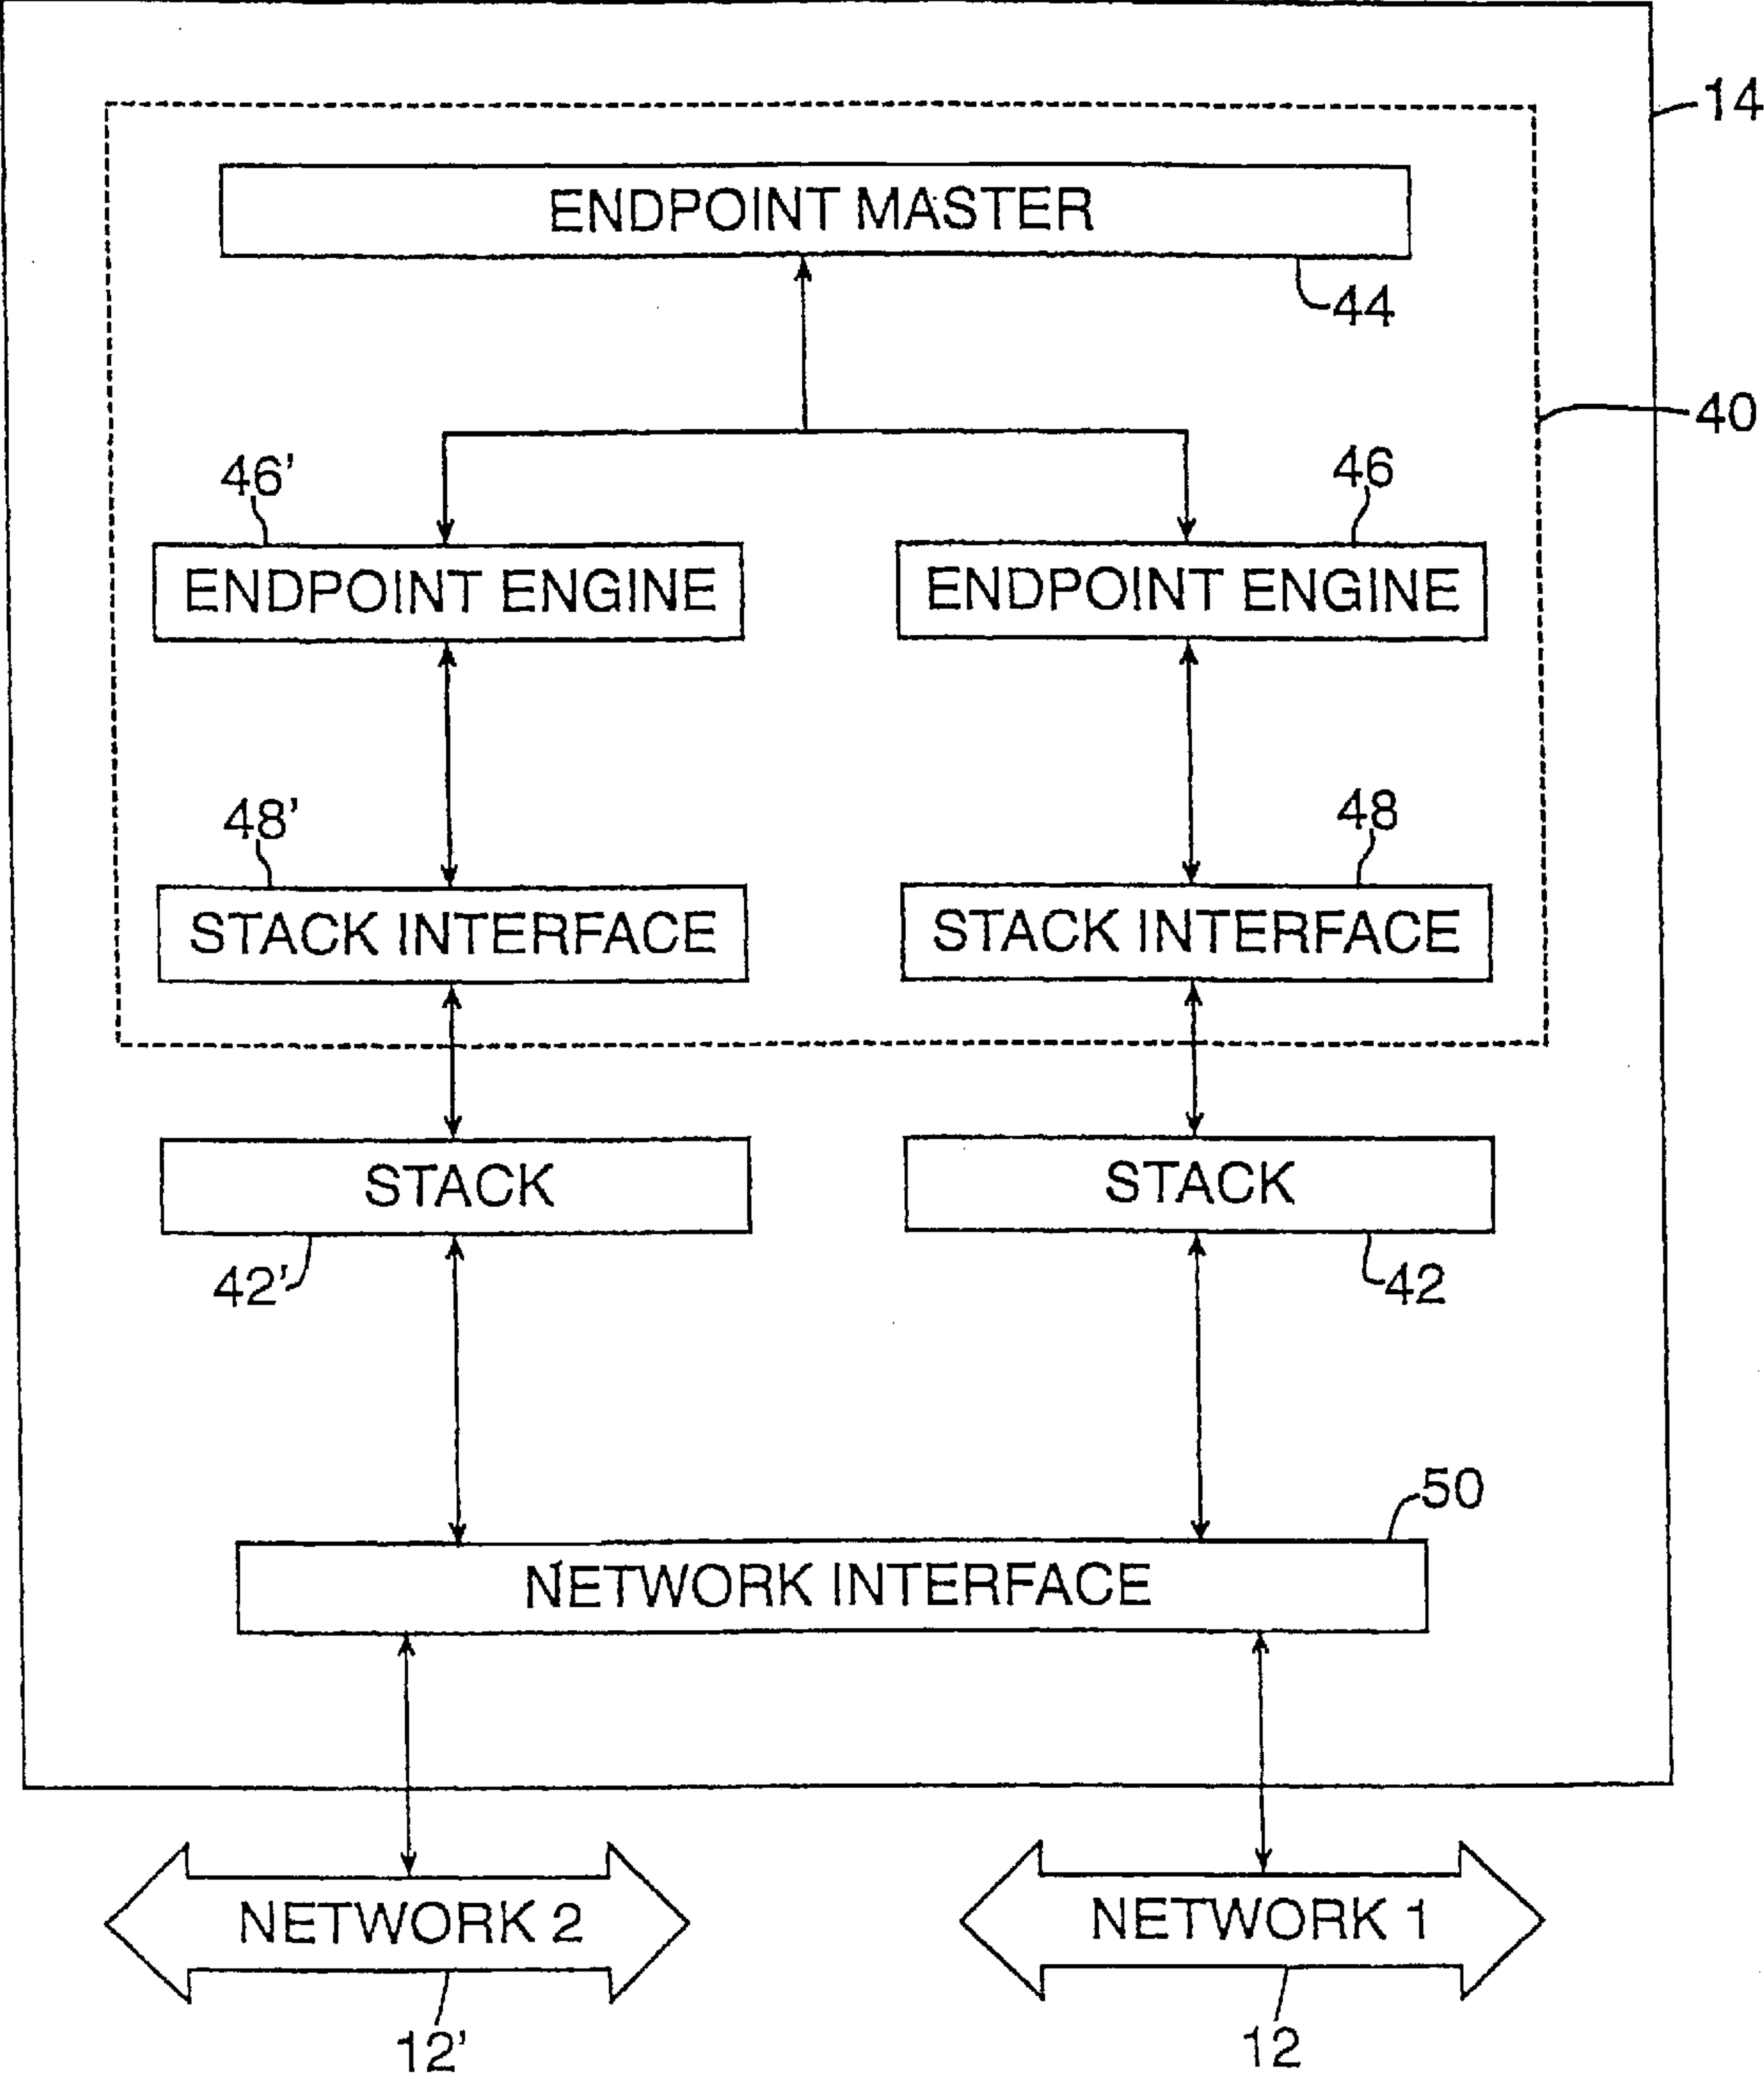 14
ENDPOINT MASTER
44
40
46' 46
ENDPOINT ENGINE ENDPOINT ENGINE
48' 48
STACK INTERFACE STACK INTERFACE
STACK STACK
42' 42
50
NETWORK INTERFACE
NETWORK 2 NETWORK 1
12' 12